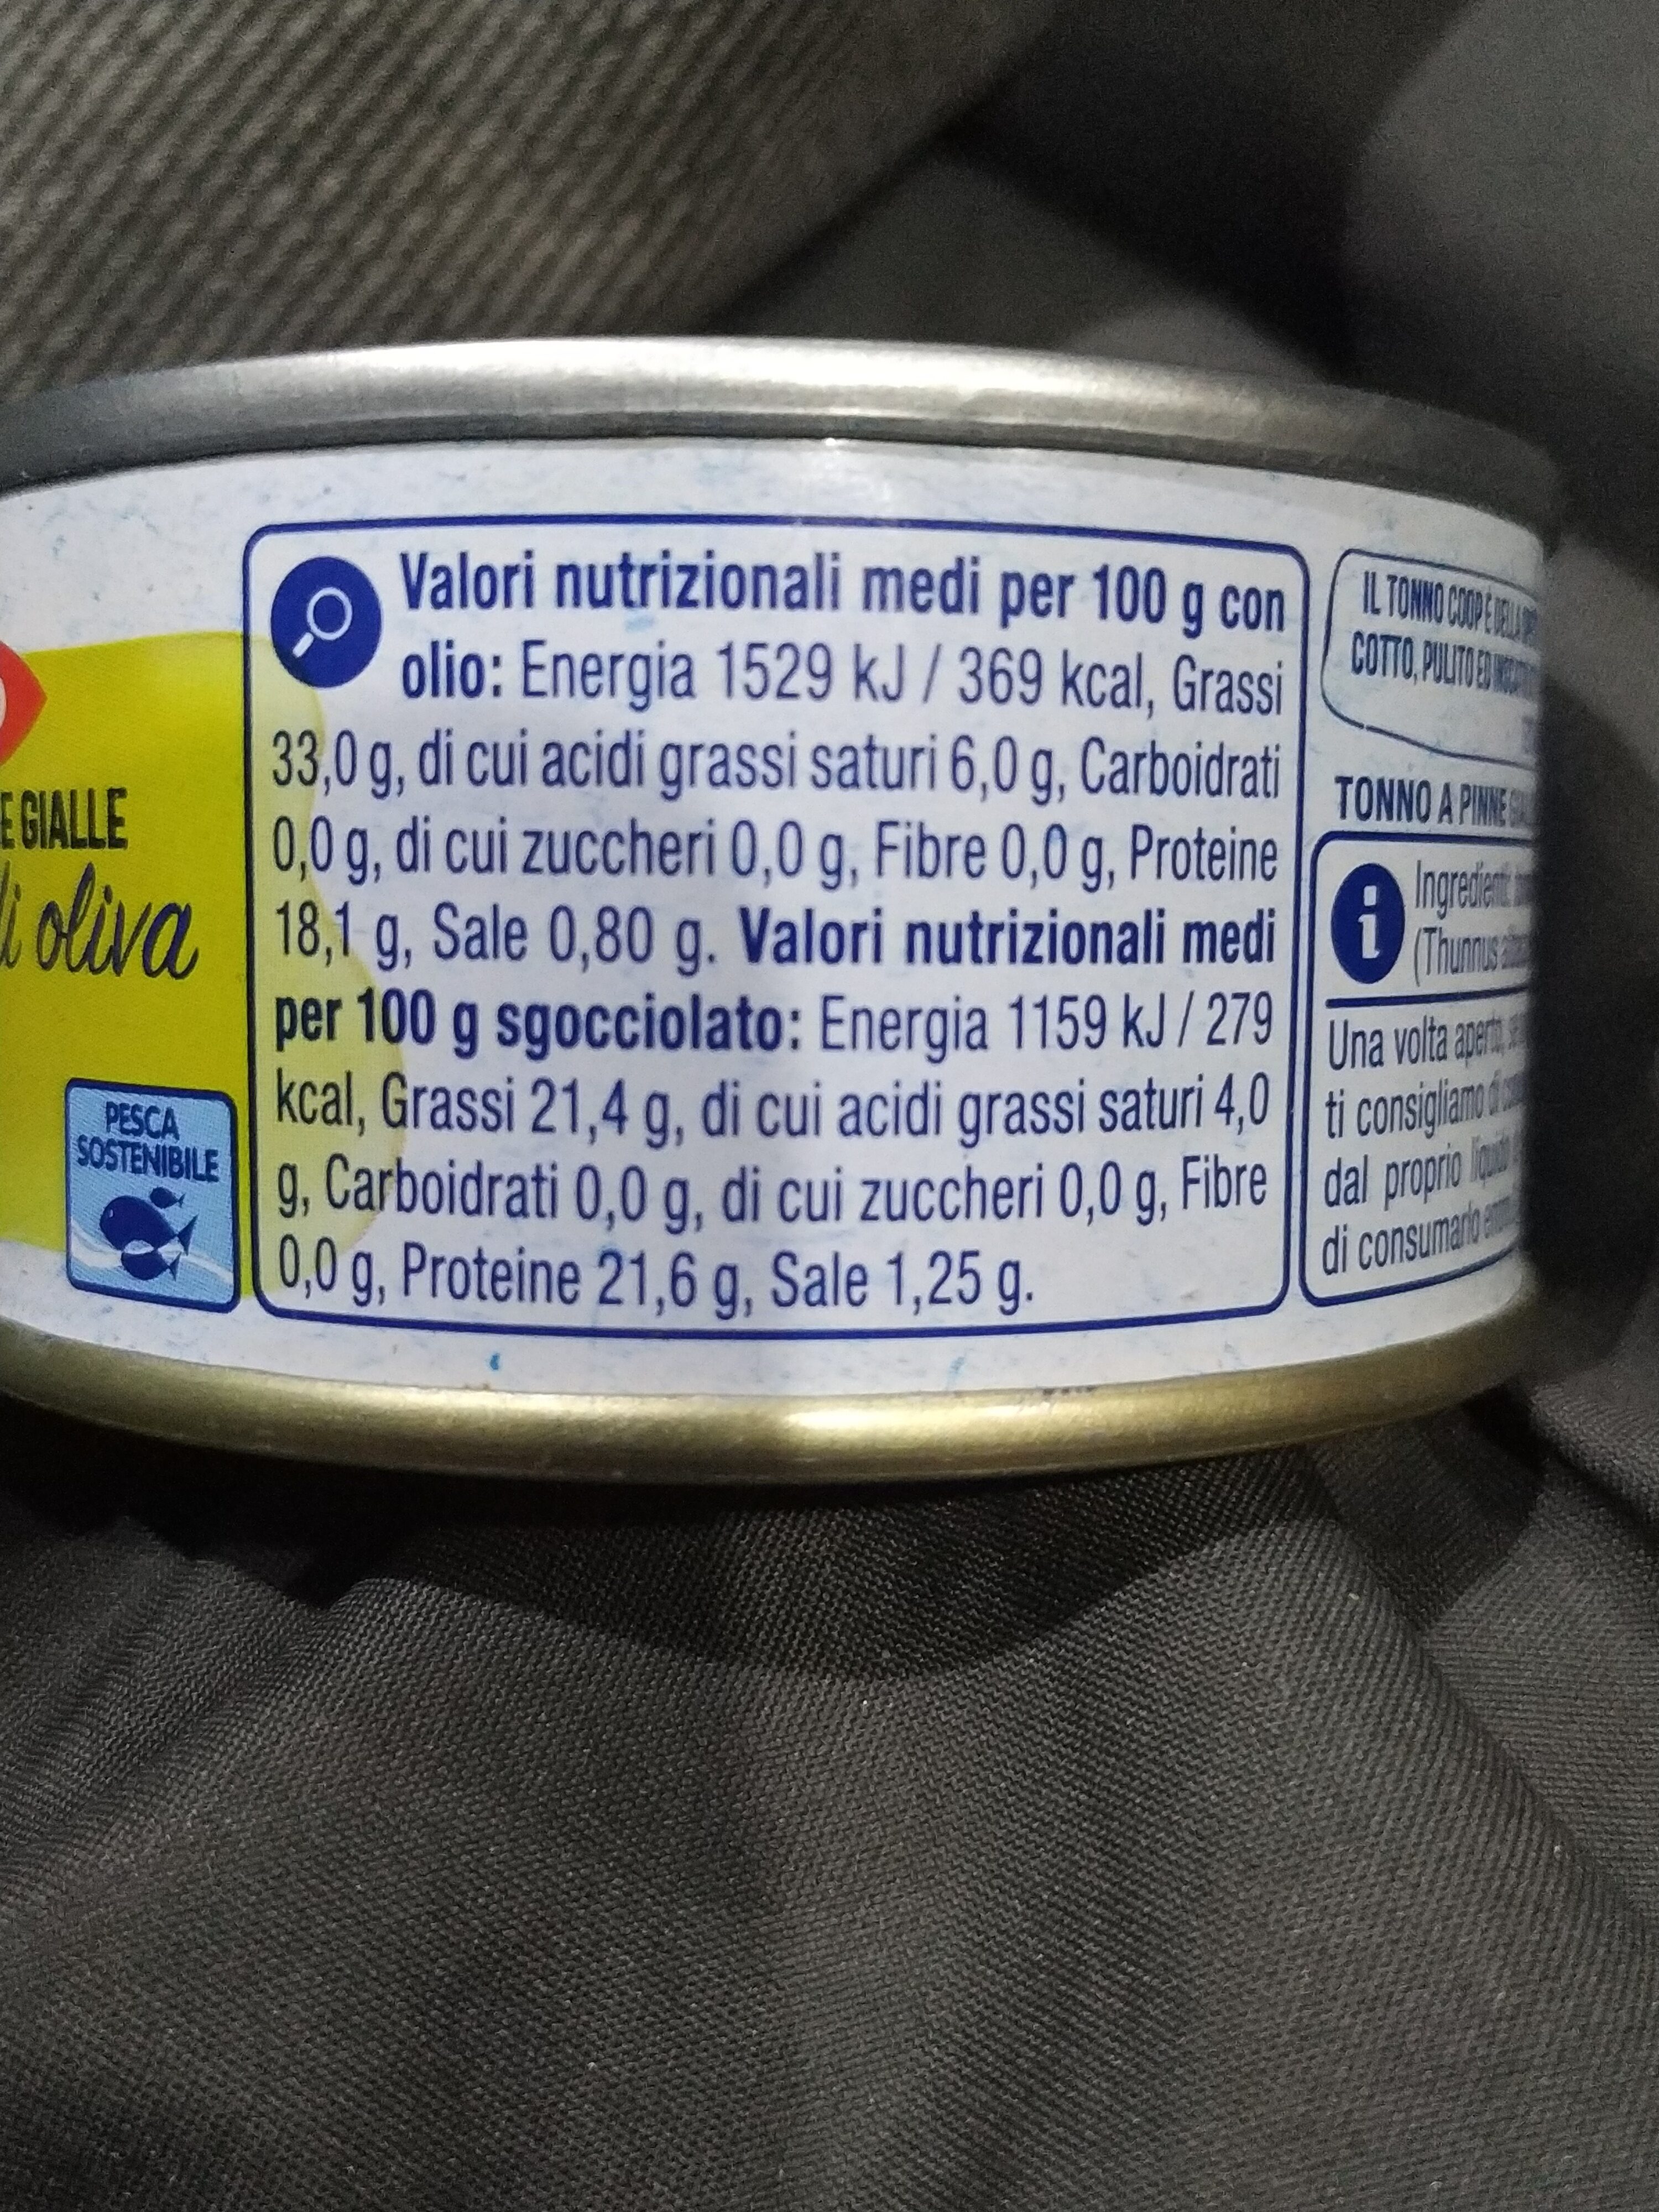 E GIALLE
di oliva
PESCA
SOSTENIBILE
Valori nutrizionali medi per 100 g con
olio: Energia 1529 kJ / 369 kcal, Grassi
33,0 g, di cui acidi grassi saturi 6,0 g, Carboidrati
0,0 g, di cui zuccheri 0,0 g, Fibre 0,0 g, Proteine
18,1 g, Sale 0,80 g. Valori nutrizionali medi
per 100 g sgocciolato: Energia 1159 kJ / 279
kcal, Grassi 21,4 g, di cui acidi grassi saturi 4,0
g, Carboidrati 0,0 g, di cui zuccheri 0,0 g, Fibre
0,0 g, Proteine 21,6 g, Sale 1,25 g.
IL TONNO COOP È DELLA
COTTO, PULITO ED
TONNO A PINNE
Ingredienti:
(Thunnus
Una volta aperto,
ti consigliamo di
dal proprio liquido
di consumarlo